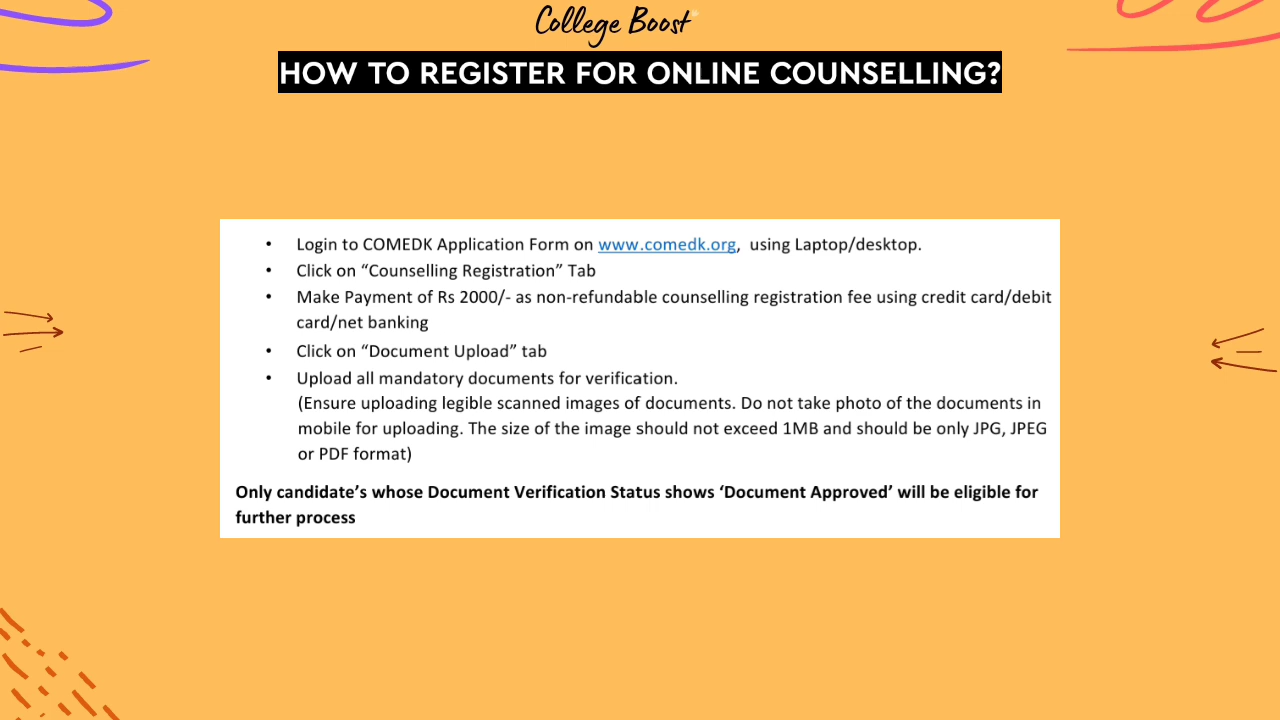 College Boost
HOW TO REGISTER FOR ONLINE COUNSELLING?
• Login to COMEDK Application Form on www.comedk.org, using Laptop/desktop.
• Click on “Counselling Registration” Tab
• Make Payment of Rs 2000/- as non-refundable counselling registration fee using credit card/debit
card/net banking
• Click on “Document Upload” tab
• Upload all mandatory documents for verification.
(Ensure uploading legible scanned images of documents. Do not take photo of the documents in
mobile for uploading. The size of the image should not exceed 1MB and should be only JPG, JPEG
or PDF format)
Only candidate’s whose Document Verification Status shows ‘Document Approved’ will be eligible for
further process